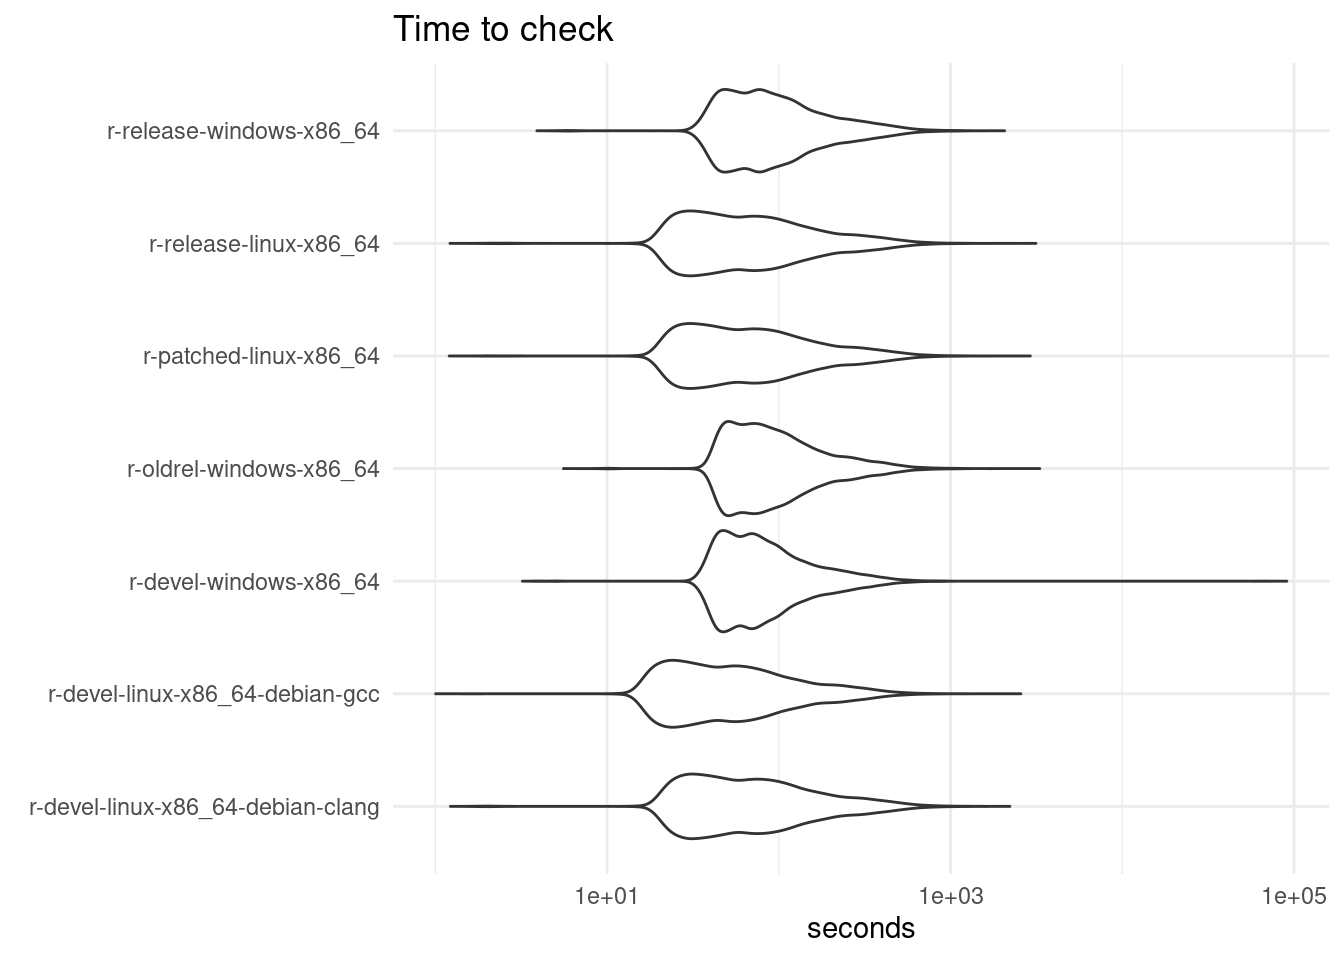 Time to check
r-release-windows-x86_64
r-release-linux-x86_64
r-patched-linux-x86_64
r-oldrel-windows-x86_64
r-devel-windows-x86_64
r-devel-linux-x86_64-debian-gcc
r-devel-linux-x86_64-debian-clang
1e+01 1e+03 1e+05
seconds